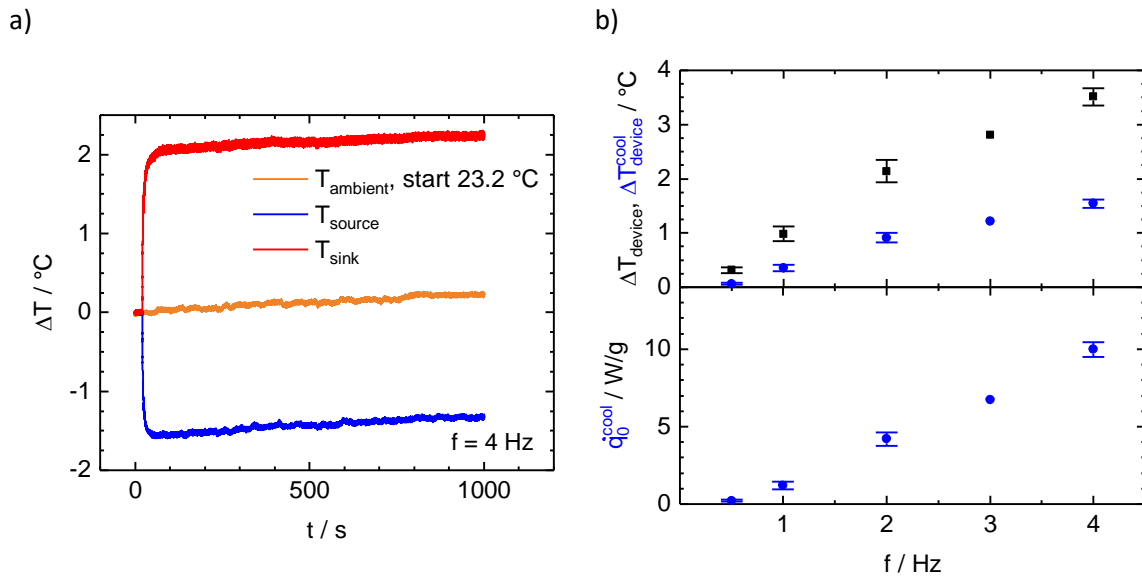 a)
ΔT / °C
2
1
0
-1
-2
T_ambient, start 23.2 °C
T_source
T_sink
f = 4 Hz
0
500
1000
t / s
b)
ΔT_device, ΔT_device^cool / °C
4
3
2
1
0
q̇_0^cool / W/g
10
5
0
1
2
3
4
f / Hz